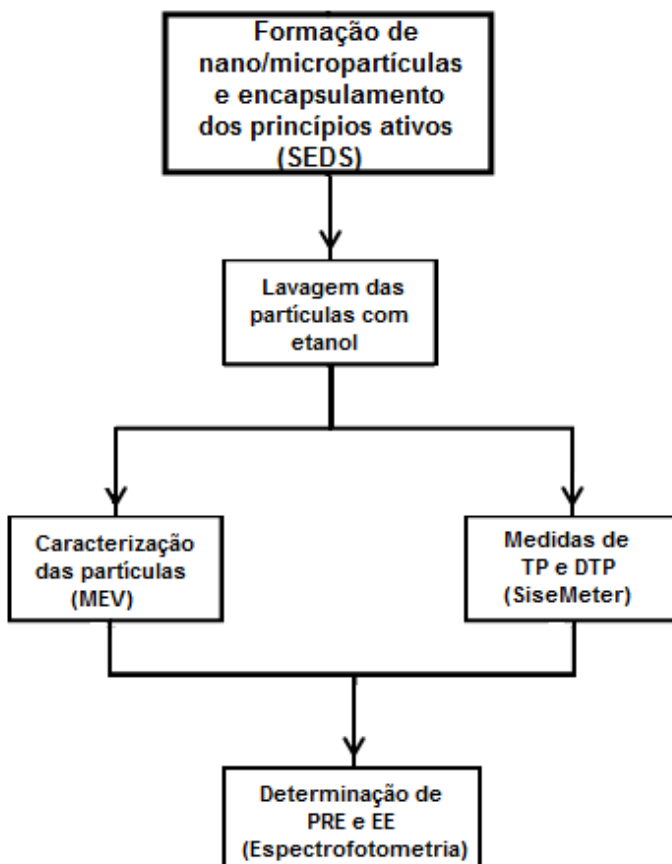 Formação de
nano/micropartículas
e encapsulamento
dos princípios ativos
(SEDS)
Lavagem das
partículas com
etanol
Caracterização
das partículas
(MEV)
Medidas de
TP e DTP
(SiseMeter)
Determinação de
PRE e EE
(Espectrofotometria)